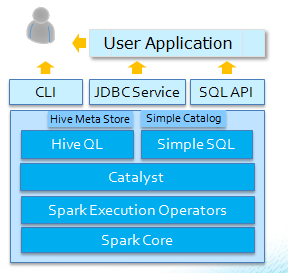 User Application
CLI
JDBC Service
SQL API
Hive Meta Store
Simple Catalog
Hive QL
Simple SQL
Catalyst
Spark Execution Operators
Spark Core